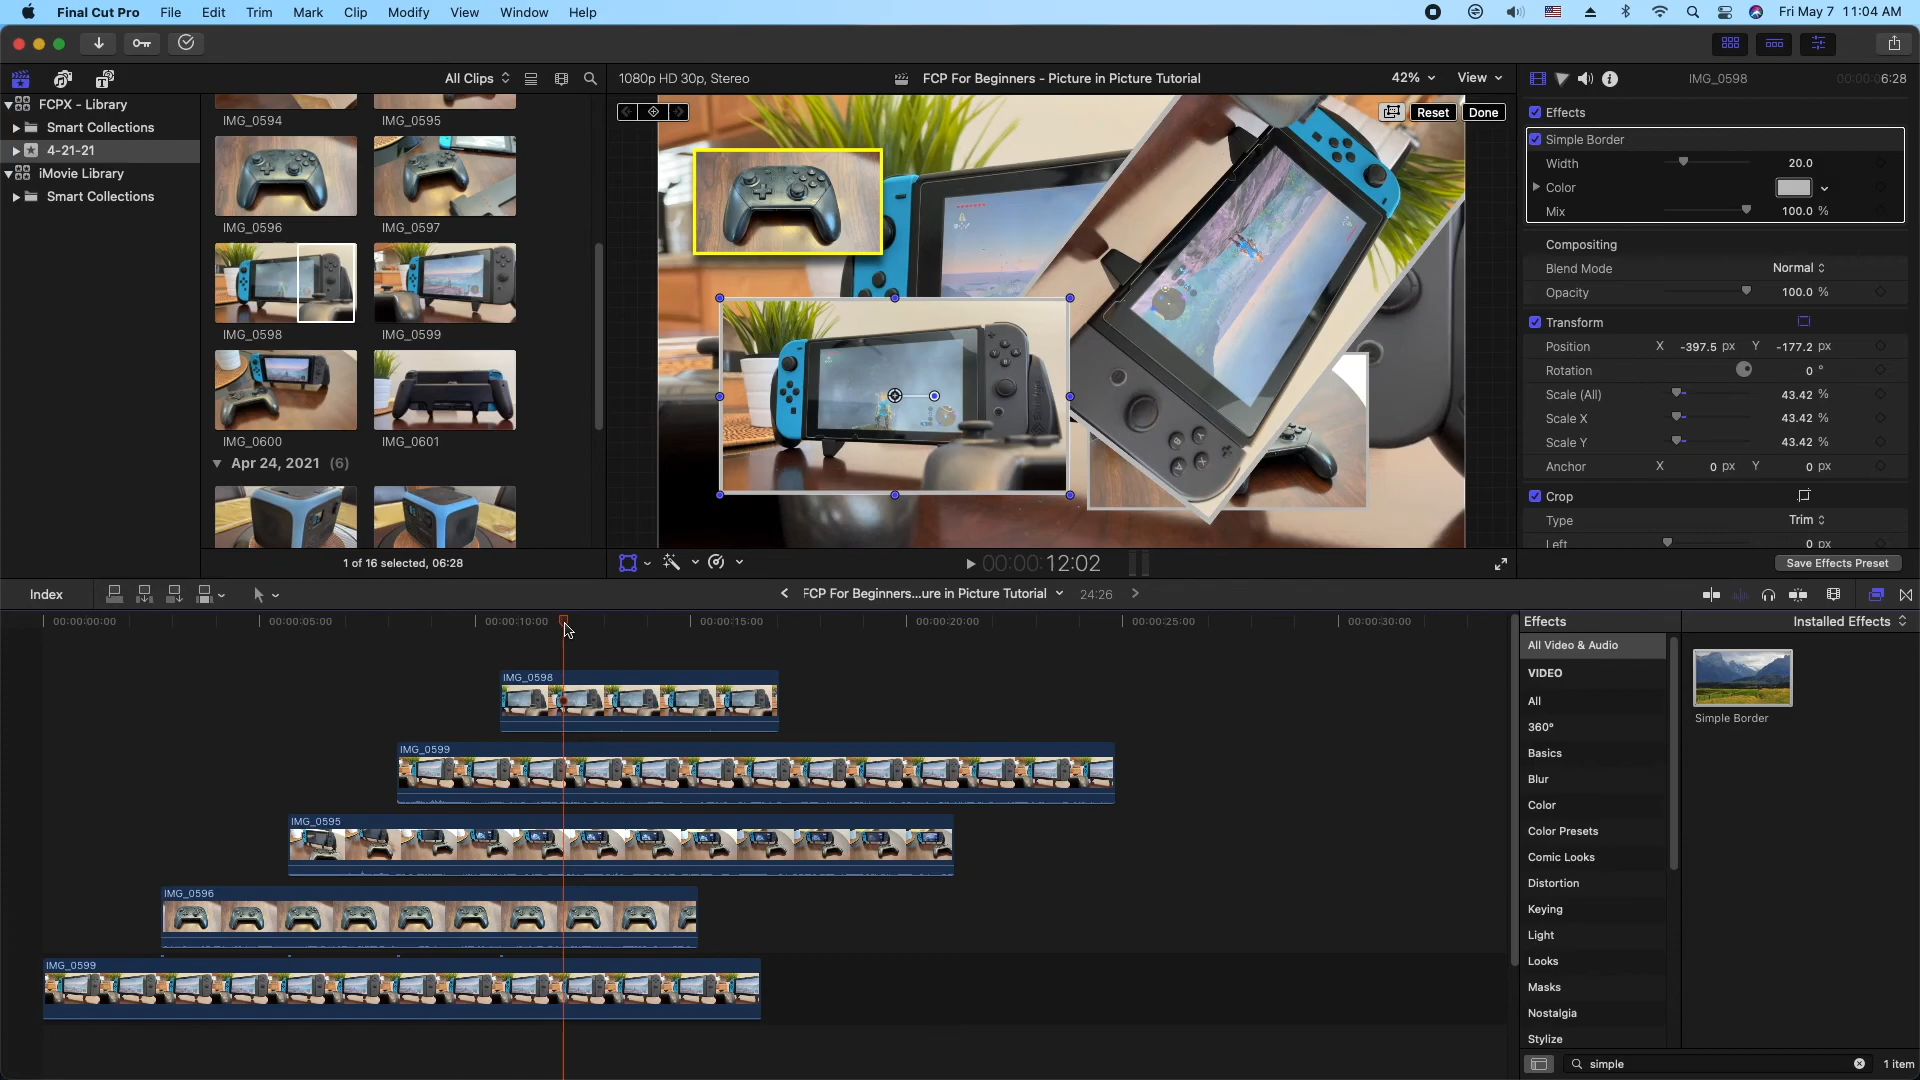 Final Cut Pro File Edit Trim Mark Clip Modify View Window Help Fri May 7 11:04 AM
All Clips 1080p HD 30p, Stereo FCP For Beginners - Picture in Picture Tutorial 42% View IMG_0598 00:00:06:28
FCPX - Library
Smart Collections
4-21-21
iMovie Library
Smart Collections
IMG_0594 IMG_0595
IMG_0596 IMG_0597
IMG_0598 IMG_0599
IMG_0600 IMG_0601
Apr 24, 2021 (6)
1 of 16 selected, 06:28
Reset Done
00:00:12:02
Effects
Simple Border
Width 20.0
Color
Mix 100.0 %
Compositing
Blend Mode Normal
Opacity 100.0 %
Transform
Position X -397.5 px Y -177.2 px
Rotation 0 °
Scale (All) 43.42 %
Scale X 43.42 %
Scale Y 43.42 %
Anchor X 0 px Y 0 px
Crop
Type Trim
Left 0 px
Save Effects Preset
Index FCP For Beginners...ure in Picture Tutorial 24:26
00:00:00:00 00:00:05:00 00:00:10:00 00:00:15:00 00:00:20:00 00:00:25:00 00:00:30:00
IMG_0598
IMG_0599
IMG_0595
IMG_0596
IMG_0599
Effects Installed Effects
All Video & Audio
VIDEO
All
360°
Basics
Blur
Color
Color Presets
Comic Looks
Distortion
Keying
Light
Looks
Masks
Nostalgia
Stylize
Simple Border
simple 1 item